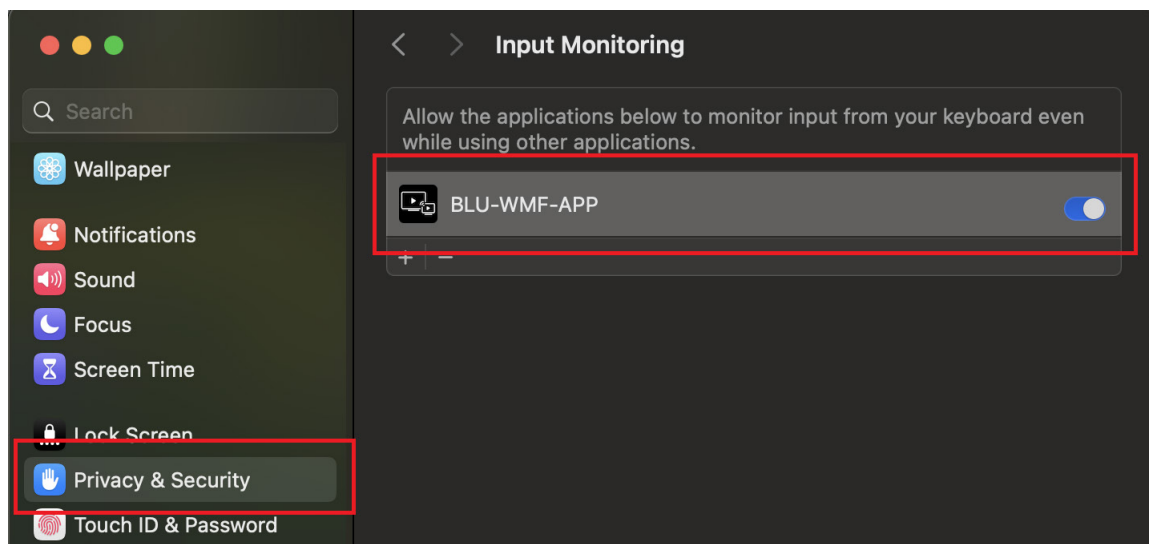 Search
Wallpaper
Notifications
Sound
Focus
Screen Time
Lock Screen
Privacy & Security
Touch ID & Password
Input Monitoring
Allow the applications below to monitor input from your keyboard even
while using other applications.
BLU-WMF-APP
+ −